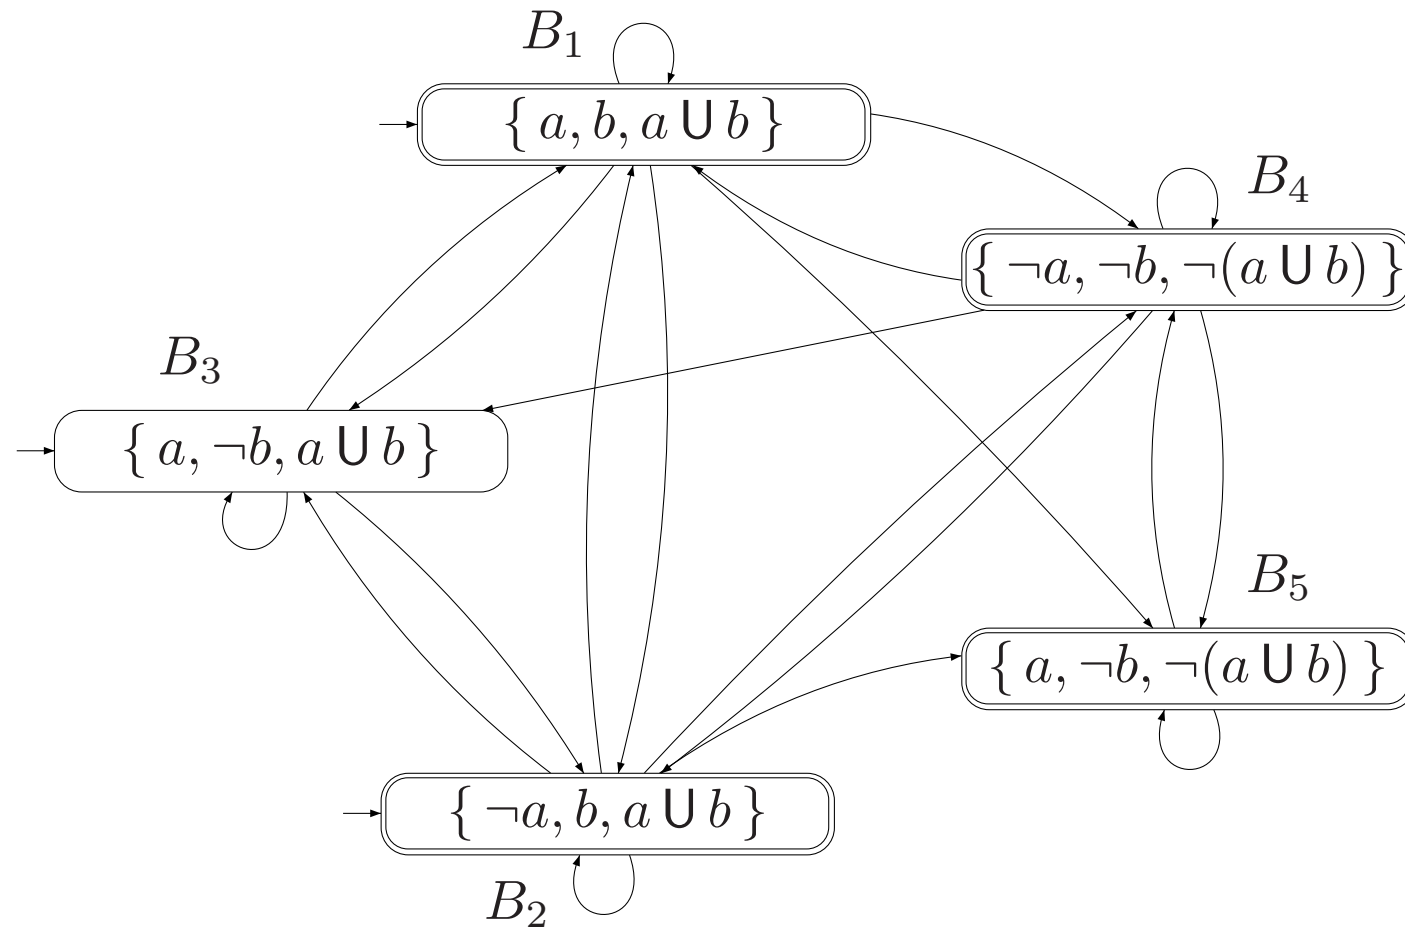 B₁
{ a, b, a U b }
B₄
{ ¬a, ¬b, ¬(a U b) }
B₃
{ a, ¬b, a U b }
B₅
{ a, ¬b, ¬(a U b) }
{ ¬a, b, a U b }
B₂